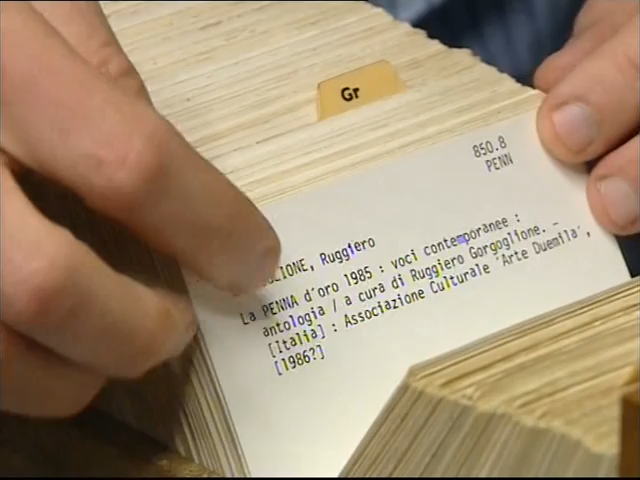 Gr
850.8
PENN
GLIONE, Ruggiero
La PENNA d'oro 1985 : voci contemporanee :
antologia / a cura di Ruggiero Gorgoglione. –
[Italia] : Associazione Culturale 'Arte Duemila',
[1986?]